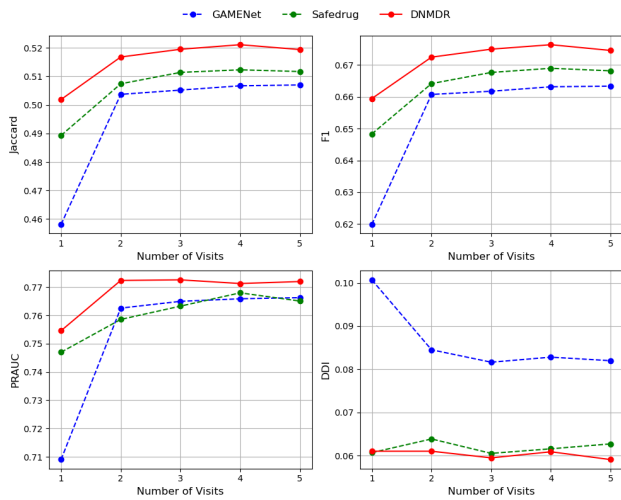 GAMENet Safedrug DNMDR
0.52
0.51
0.50
0.49
0.48
0.47
0.46
Jaccard
1 2 3 4 5
Number of Visits
0.67
0.66
0.65
0.64
0.63
0.62
F1
1 2 3 4 5
Number of Visits
0.77
0.76
0.75
0.74
0.73
0.72
0.71
PRAUC
1 2 3 4 5
Number of Visits
0.10
0.09
0.08
0.07
0.06
DDI
1 2 3 4 5
Number of Visits